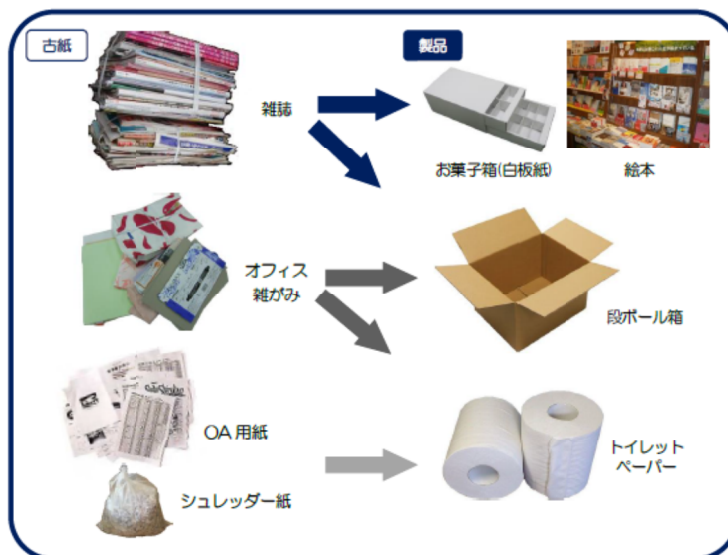 古紙
製品
雑誌
お菓子箱(白板紙)
絵本
オフィス
雑がみ
段ボール箱
OA 用紙
シュレッダー紙
トイレット
ペーパー